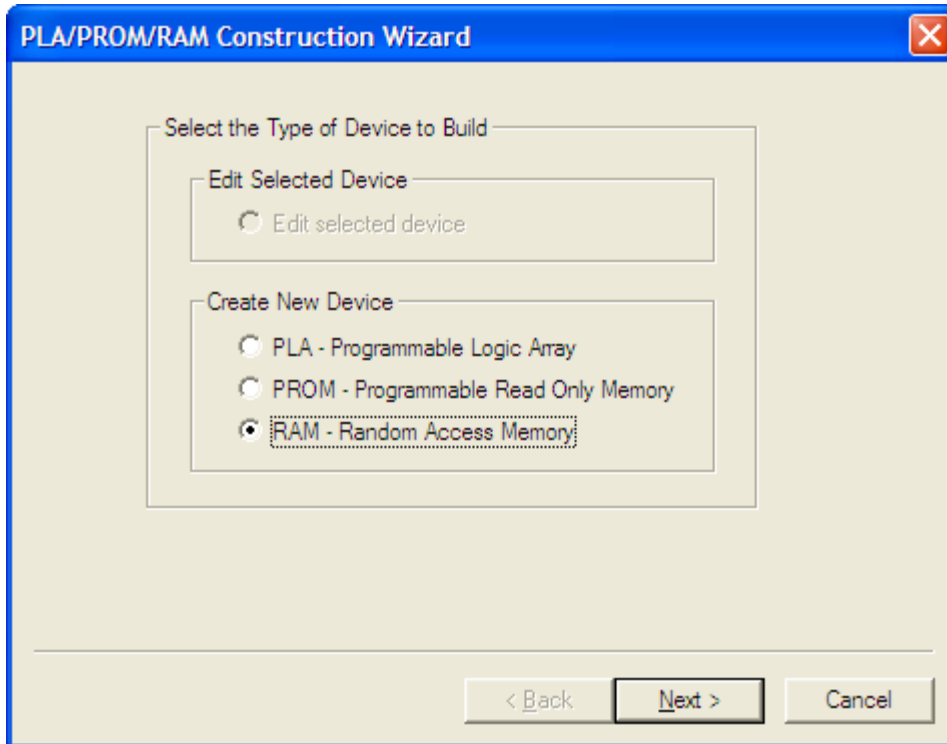 PLA/PROM/RAM Construction Wizard
Select the Type of Device to Build
Edit Selected Device
Edit selected device
Create New Device
PLA - Programmable Logic Array
PROM - Programmable Read Only Memory
RAM - Random Access Memory
< Back Next > Cancel